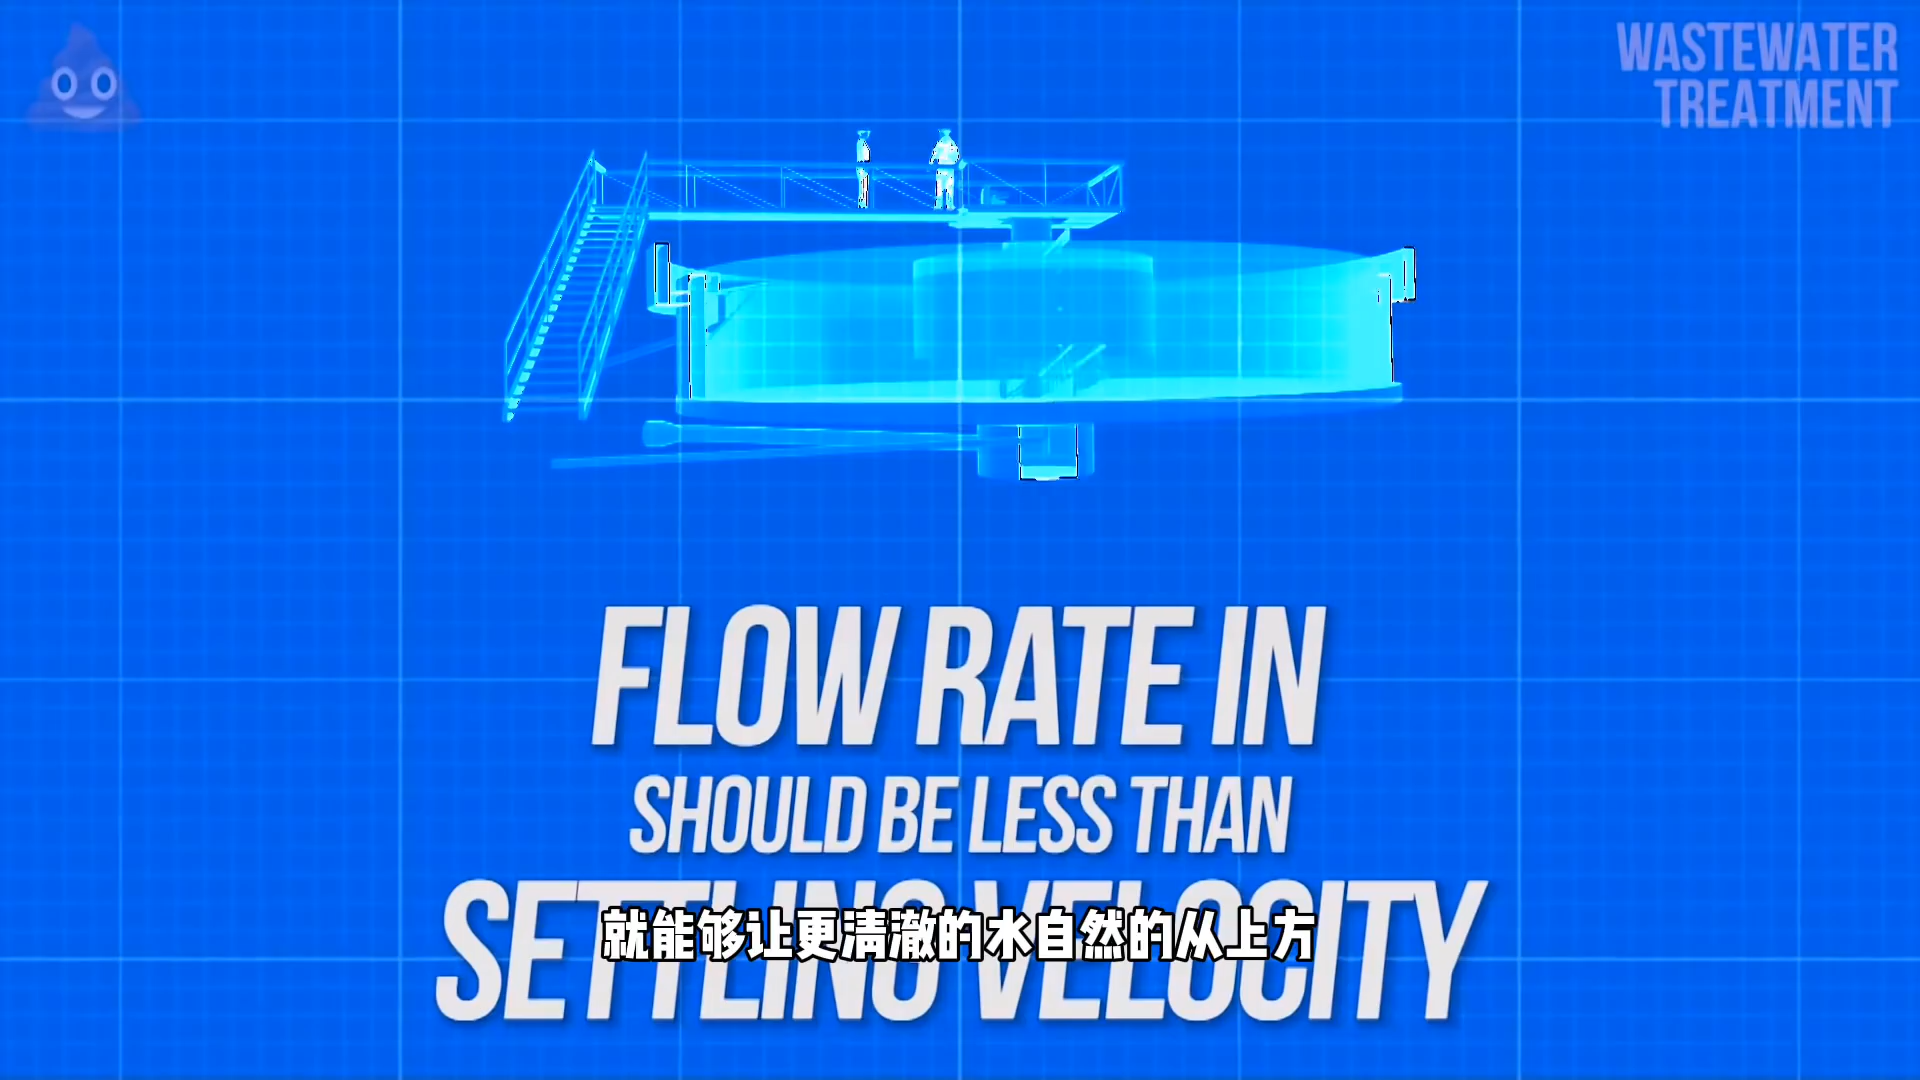 WASTEWATER
TREATMENT
FLOW RATE IN
SHOULD BE LESS THAN
SETTLING VELOCITY
就能够让更清澈的水自然的从上方